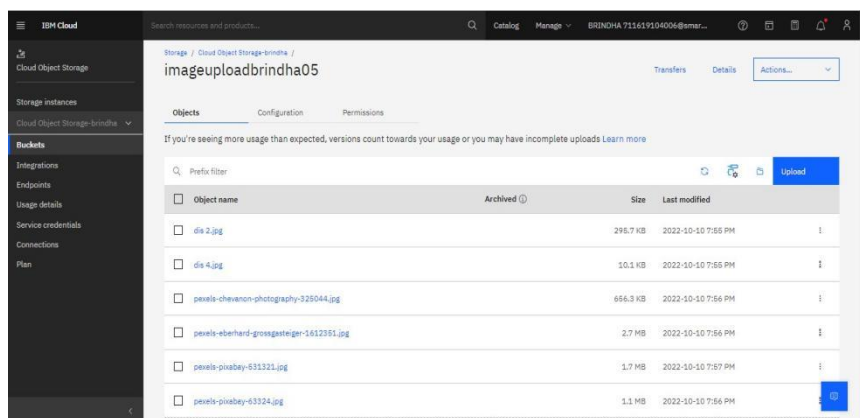 IBM Cloud
Search resources and products...
Catalog
Manage
BRINDHA 711619104006@smar...
Cloud Object Storage
Storage instances
Cloud Object Storage-brindha
Buckets
Integrations
Endpoints
Usage details
Service credentials
Connections
Plan
Storage / Cloud Object Storage-brindha /
imageuploadbrindha05
Transfers
Details
Actions...
Objects
Configuration
Permissions
If you're seeing more usage than expected, versions count towards your usage or you may have incomplete uploads Learn more
Prefix filter
Upload
Object name Archived Size Last modified
dis 2.jpg 295.7 KB 2022-10-10 7:55 PM
dis 4.jpg 10.1 KB 2022-10-10 7:55 PM
pexels-chevanon-photography-325044.jpg 656.3 KB 2022-10-10 7:56 PM
pexels-eberhard-grossgasteiger-1612351.jpg 2.7 MB 2022-10-10 7:56 PM
pexels-pixabay-531321.jpg 1.7 MB 2022-10-10 7:57 PM
pexels-pixabay-63324.jpg 1.1 MB 2022-10-10 7:56 PM